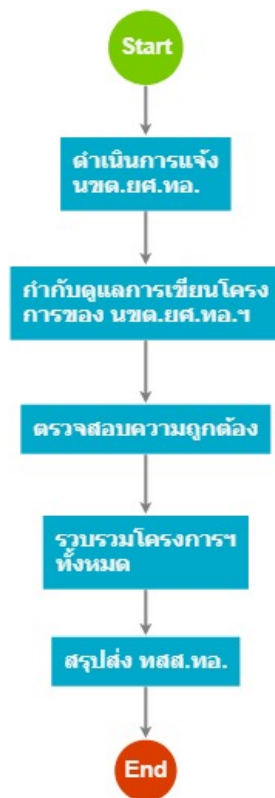 Start
ดำเนินการแจ้ง
นขต.ยศ.ทอ.
กำกับดูแลการเขียนโครง
การของ นขต.ยศ.ทอ.ฯ
ตรวจสอบความถูกต้อง
รวบรวมโครงการฯ
ทั้งหมด
สรุปส่ง ทสส.ทอ.
End